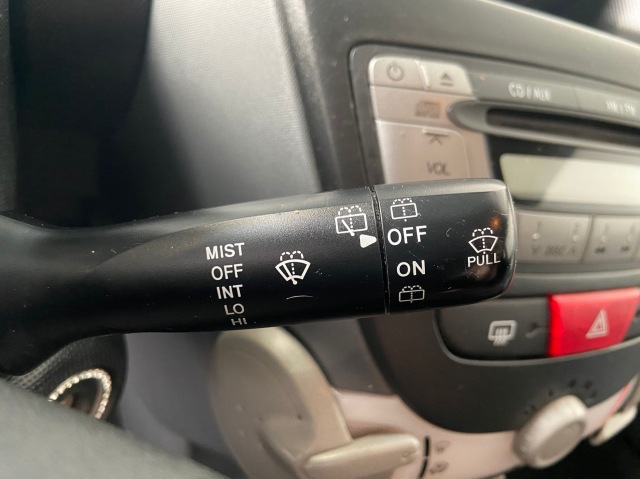 MIST
OFF
INT
LO
HI
OFF
ON
PULL
CD / AUX
VOL